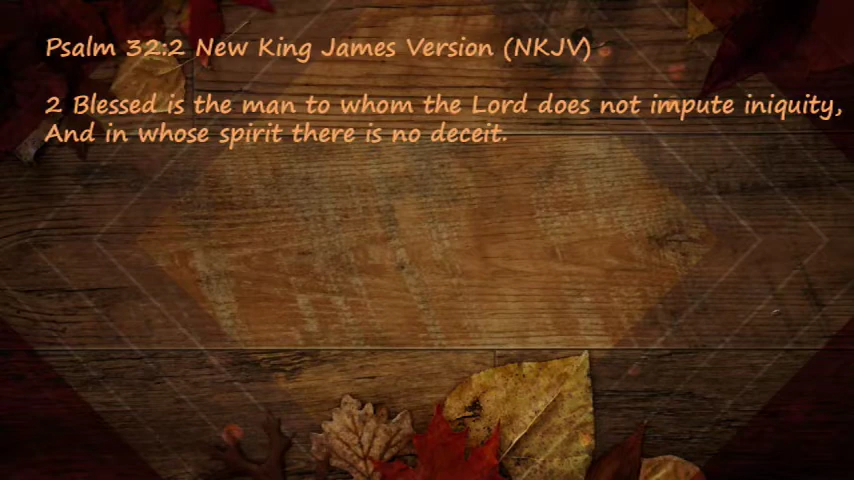 Psalm 32:2 New King James Version (NKJV)
2 Blessed is the man to whom the Lord does not impute iniquity,
And in whose spirit there is no deceit.